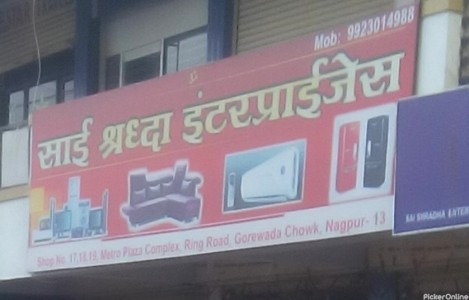 Mob: 9923014988
ॐ
साई श्रध्दा इंटरप्राईजेस
Shop No. 17,18,19, Metro Plaza Complex, Ring Road, Gorewada Chowk, Nagpur- 13
SAI SHRADHA ENTER
PickerOnline